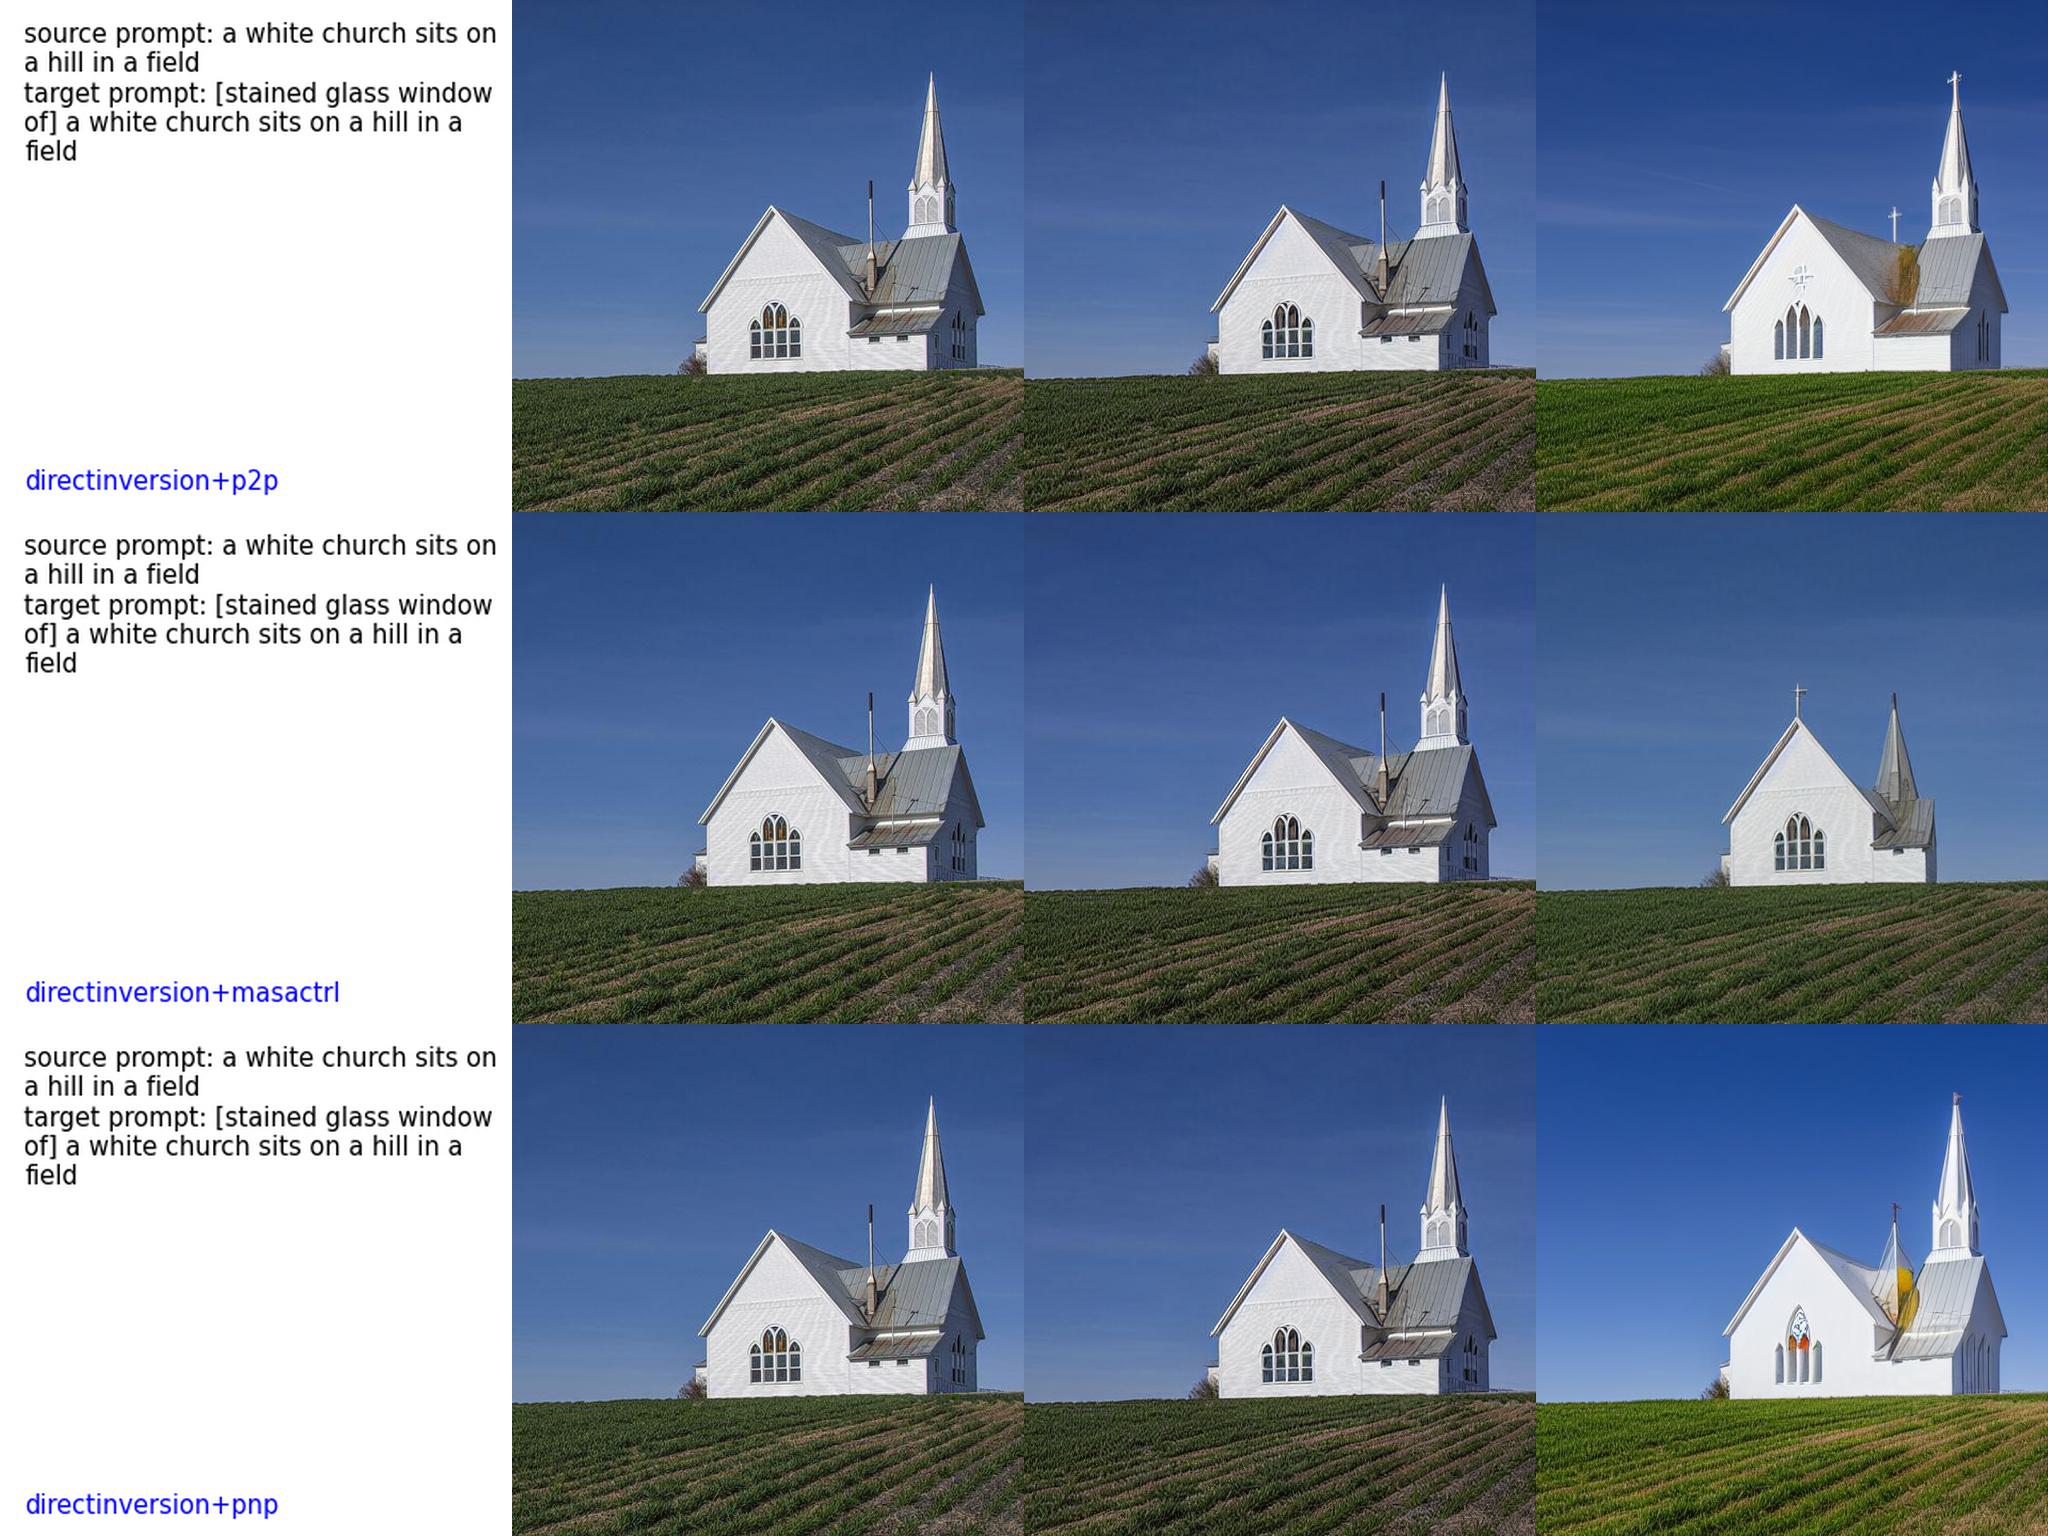 source prompt: a white church sits on
a hill in a field
target prompt: [stained glass window
of] a white church sits on a hill in a
field
directinversion+p2p
source prompt: a white church sits on
a hill in a field
target prompt: [stained glass window
of] a white church sits on a hill in a
field
directinversion+masactrl
source prompt: a white church sits on
a hill in a field
target prompt: [stained glass window
of] a white church sits on a hill in a
field
directinversion+pnp